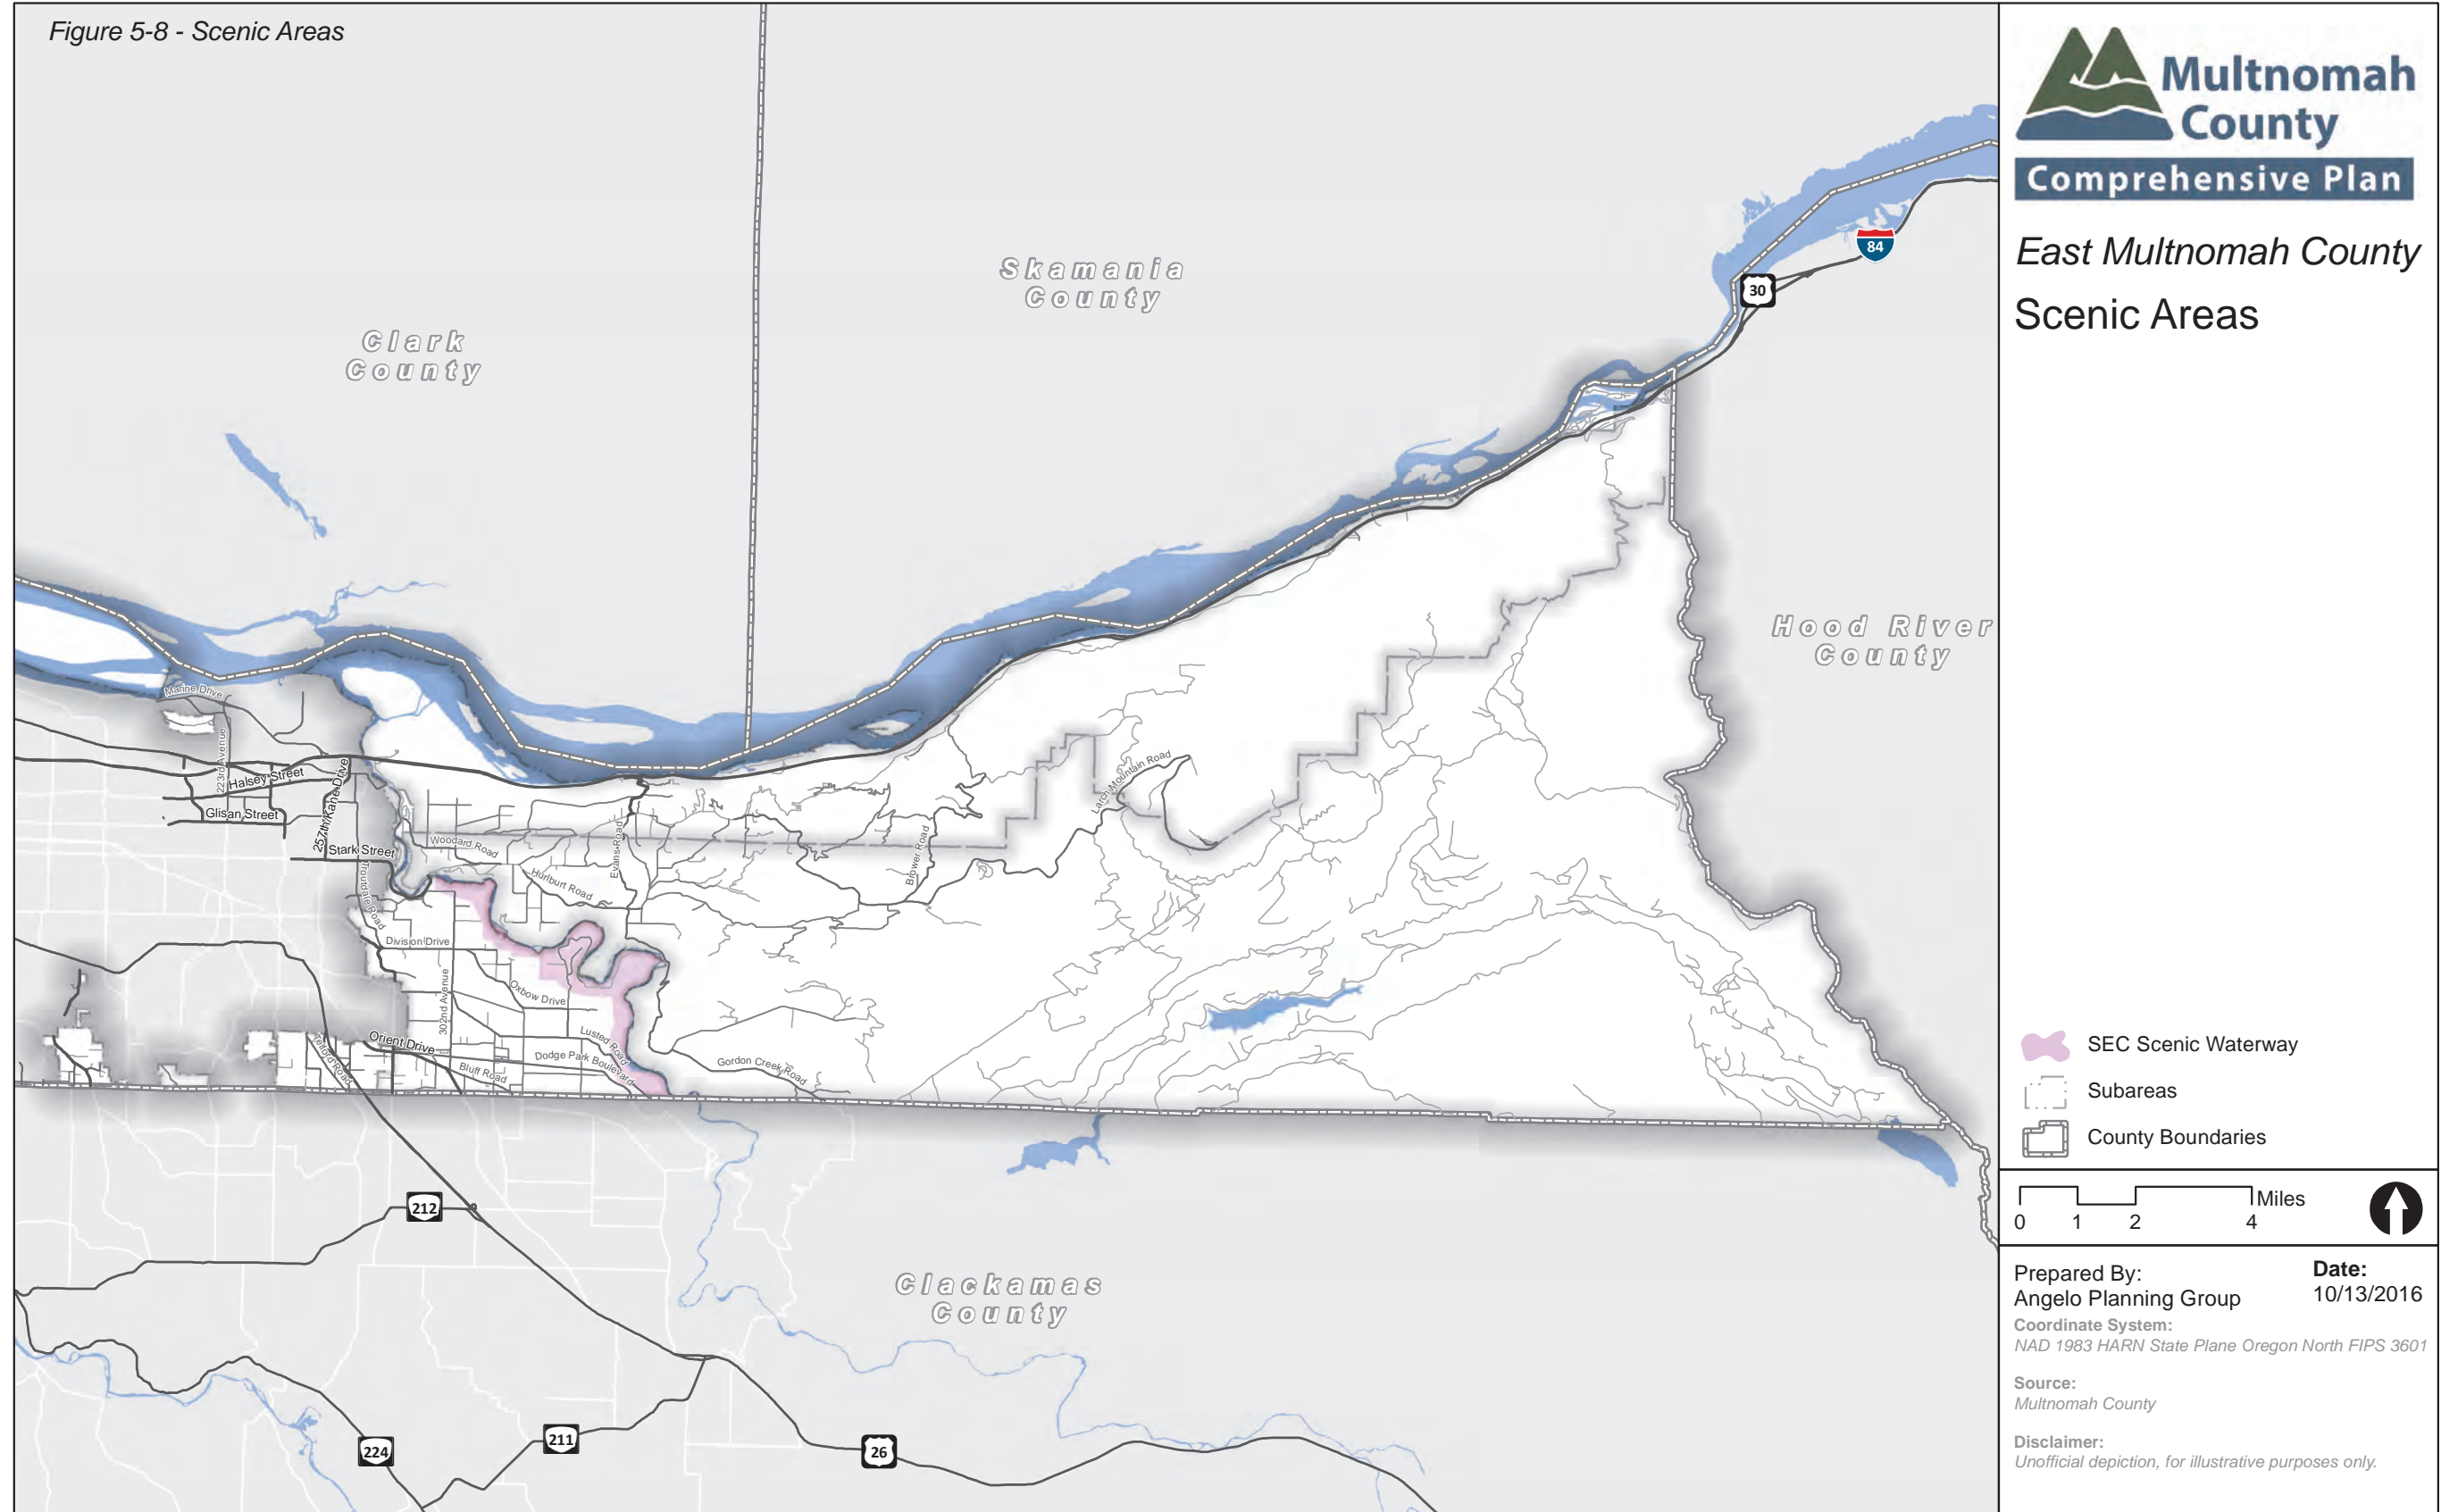 Figure 5-8 - Scenic Areas
Multnomah
County
Comprehensive Plan
East Multnomah County
Scenic Areas
Skamania
County
Clark
County
84
30
Hood River
County
Marine Drive
223rd Avenue
Halsey Street
257th/Kane Drive
Glisan Street
Stark Street
Troutdale Road
Woodard Road
Evans Road
Hurlburt Road
Brower Road
Larch Mountain Road
Division Drive
302nd Avenue
Oxbow Drive
Lusted Road
Orient Drive
Telford Road
Dodge Park Boulevard
Bluff Road
Gordon Creek Road
SEC Scenic Waterway
Subareas
County Boundaries
212
Clackamas
County
224
211
26
Miles
0 1 2 4
Prepared By:
Angelo Planning Group
Date:
10/13/2016
Coordinate System:
NAD 1983 HARN State Plane Oregon North FIPS 3601
Source:
Multnomah County
Disclaimer:
Unofficial depiction, for illustrative purposes only.